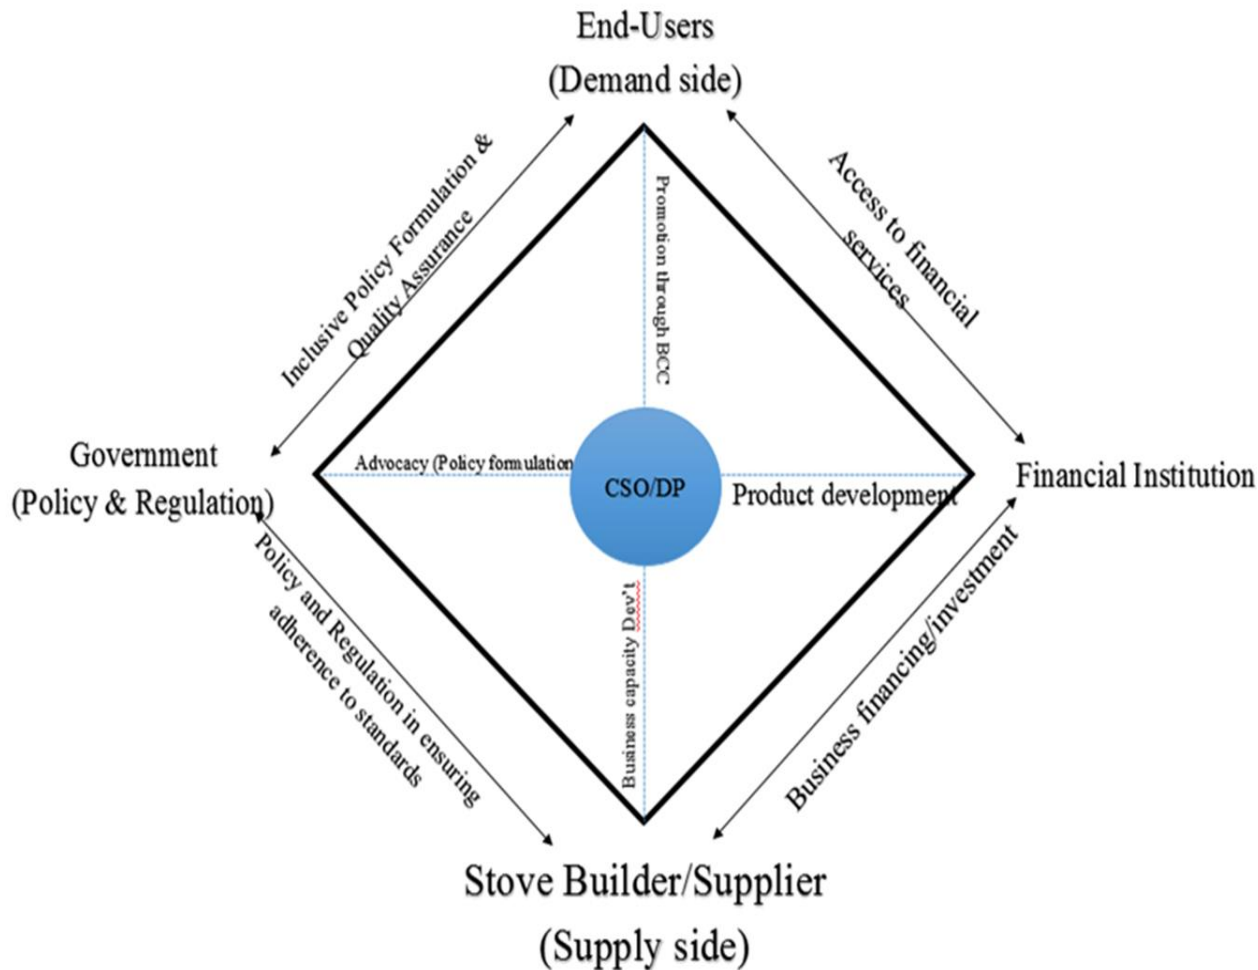 End-Users
(Demand side)
Inclusive Policy Formulation &
Quality Assurance
Access to financial
services
Promotion through BCC
Government
(Policy & Regulation)
Advocacy (Policy formulation
CSO/DP
Product development
Financial Institution
Policy and Regulation in ensuring
adherence to standards
Business capacity Dev't
Business financing/investment
Stove Builder/Supplier
(Supply side)